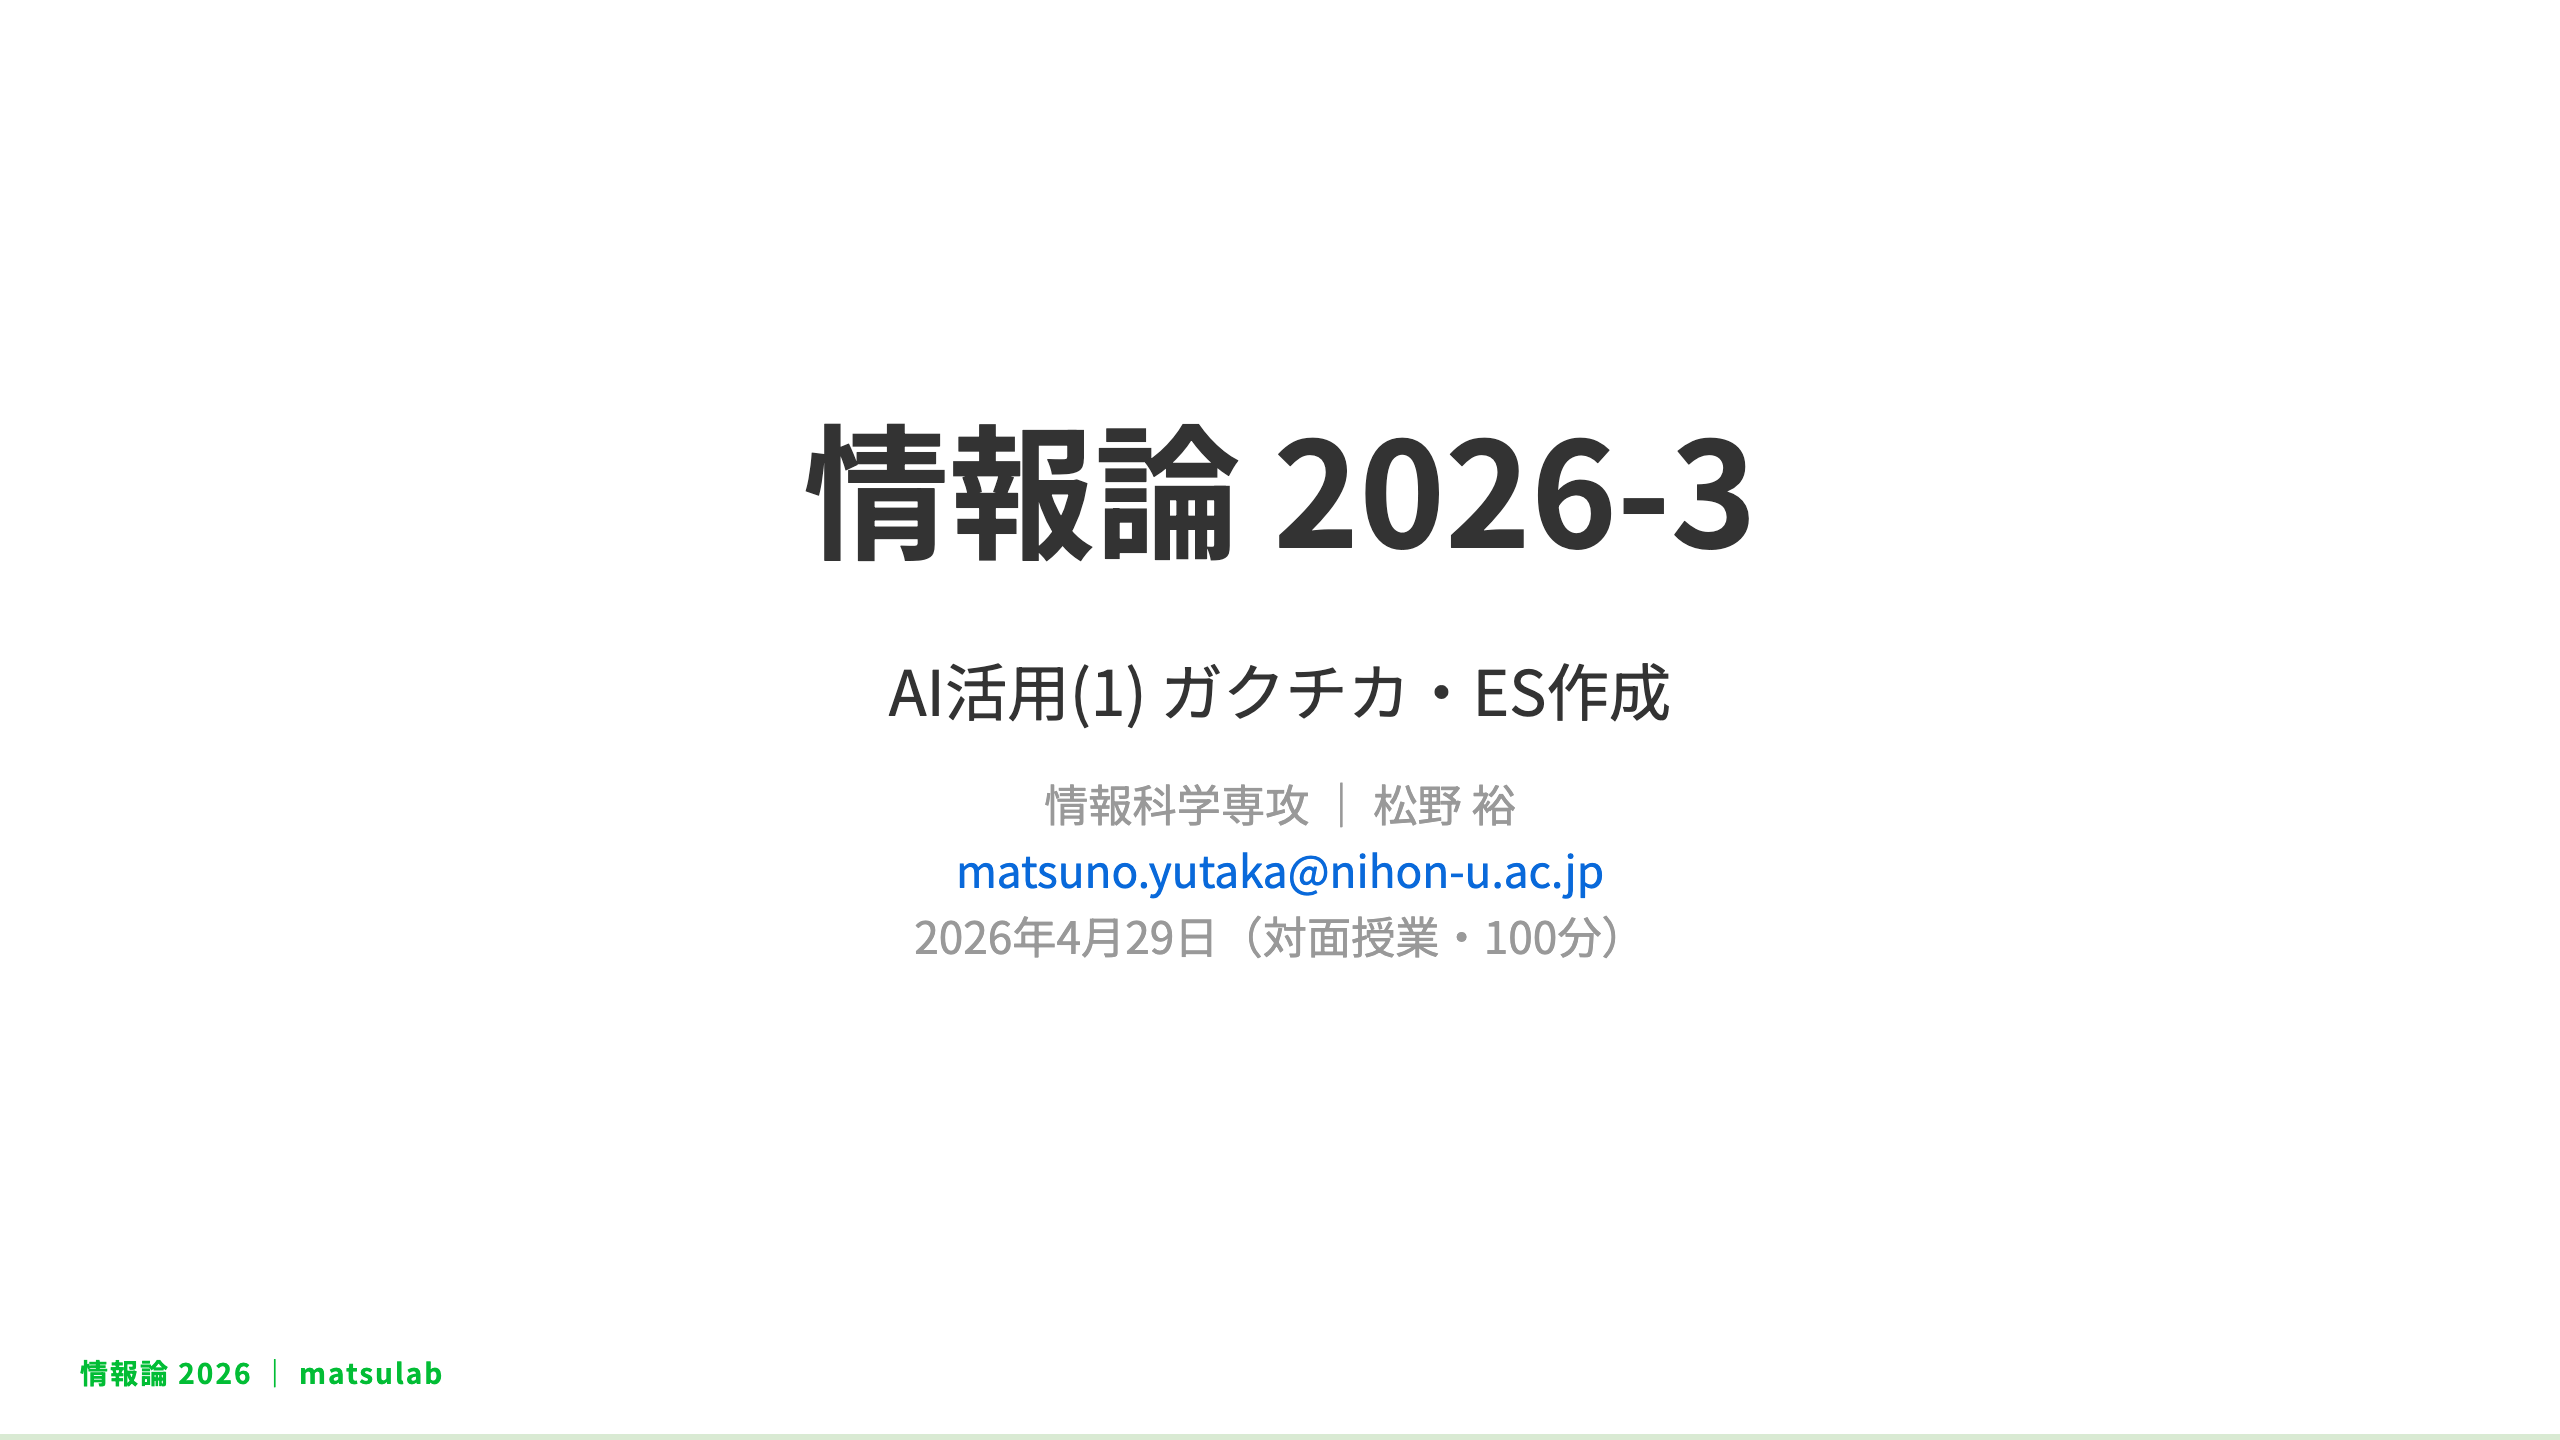 情報論 2026-3
AI活用(1) ガクチカ・ES作成
情報科学専攻 ｜ 松野 裕
matsuno.yutaka@nihon-u.ac.jp
2026年4月29日（対面授業・100分）
情報論 2026 ｜ matsulab